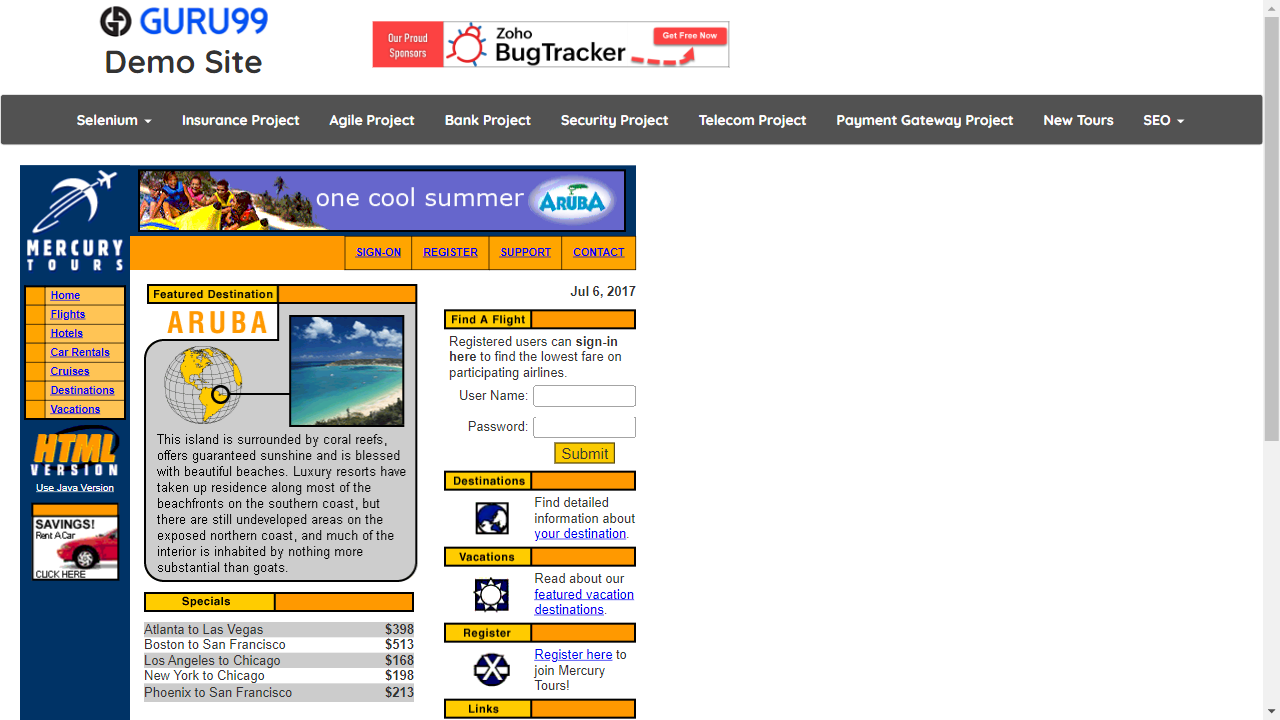 GURU99
Demo Site
Our Proud
Sponsors
Zoho
BugTracker
Get Free Now
Selenium
Insurance Project
Agile Project
Bank Project
Security Project
Telecom Project
Payment Gateway Project
New Tours
SEO
MERCURY
TOURS
one cool summer
ARUBA
SIGN-ON
REGISTER
SUPPORT
CONTACT
Home
Flights
Hotels
Car Rentals
Cruises
Destinations
Vacations
HTML
VERSION
Use Java Version
SAVINGS!
Rent A Car
CLICK HERE
Featured Destination
ARUBA
This island is surrounded by coral reefs,
offers guaranteed sunshine and is blessed
with beautiful beaches. Luxury resorts have
taken up residence along most of the
beachfronts on the southern coast, but
there are still undeveloped areas on the
exposed northern coast, and much of the
interior is inhabited by nothing more
substantial than goats.
Specials
Atlanta to Las Vegas $398
Boston to San Francisco $513
Los Angeles to Chicago $168
New York to Chicago $198
Phoenix to San Francisco $213
Jul 6, 2017
Find A Flight
Registered users can sign-in
here to find the lowest fare on
participating airlines.
User Name:
Password:
Submit
Destinations
Find detailed
information about
your destination.
Vacations
Read about our
featured vacation
destinations.
Register
Register here to
join Mercury
Tours!
Links